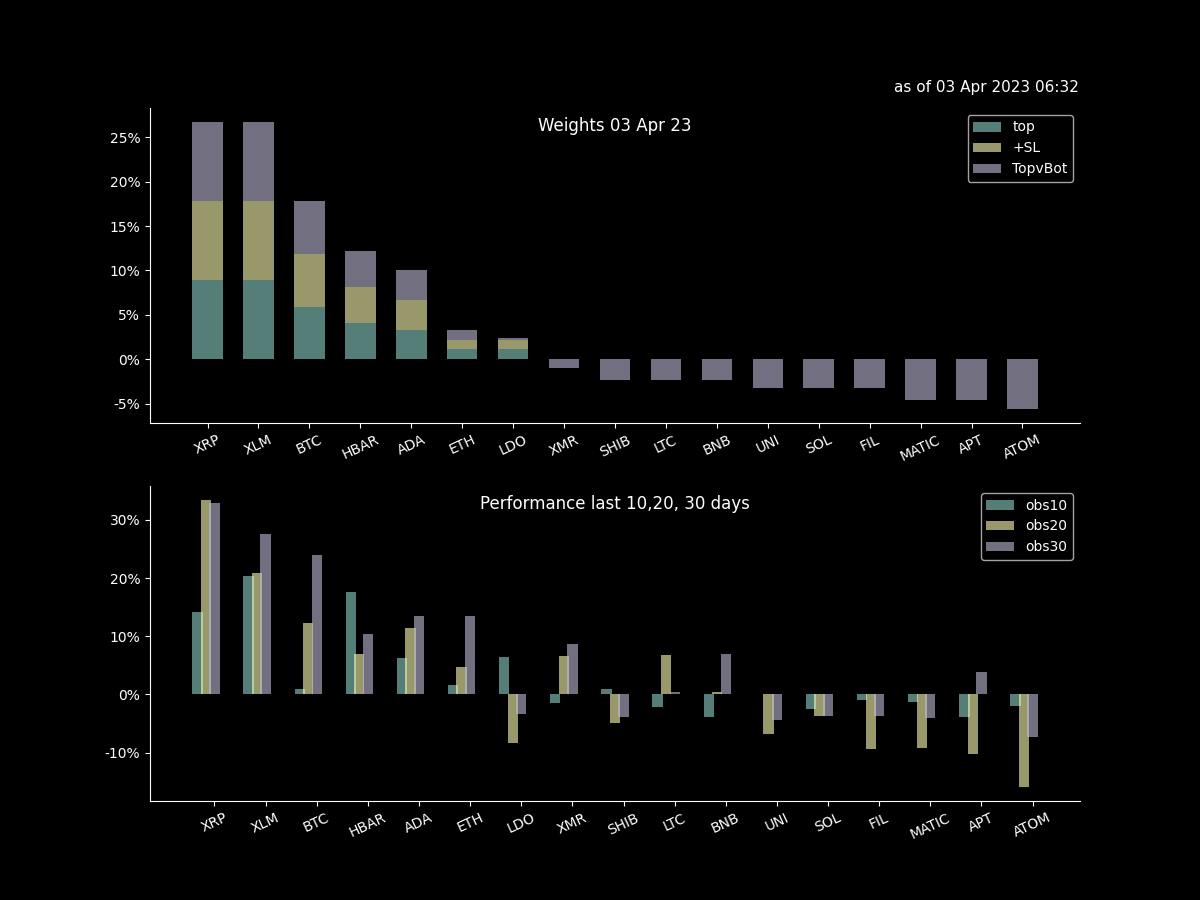 as of 03 Apr 2023 06:32
Weights 03 Apr 23
top
+SL
TopvBot
25%
20%
15%
10%
5%
0%
-5%
XRP XLM BTC HBAR ADA ETH LDO XMR SHIB LTC BNB UNI SOL FIL MATIC APT ATOM
Performance last 10,20, 30 days
obs10
obs20
obs30
30%
20%
10%
0%
-10%
XRP XLM BTC HBAR ADA ETH LDO XMR SHIB LTC BNB UNI SOL FIL MATIC APT ATOM